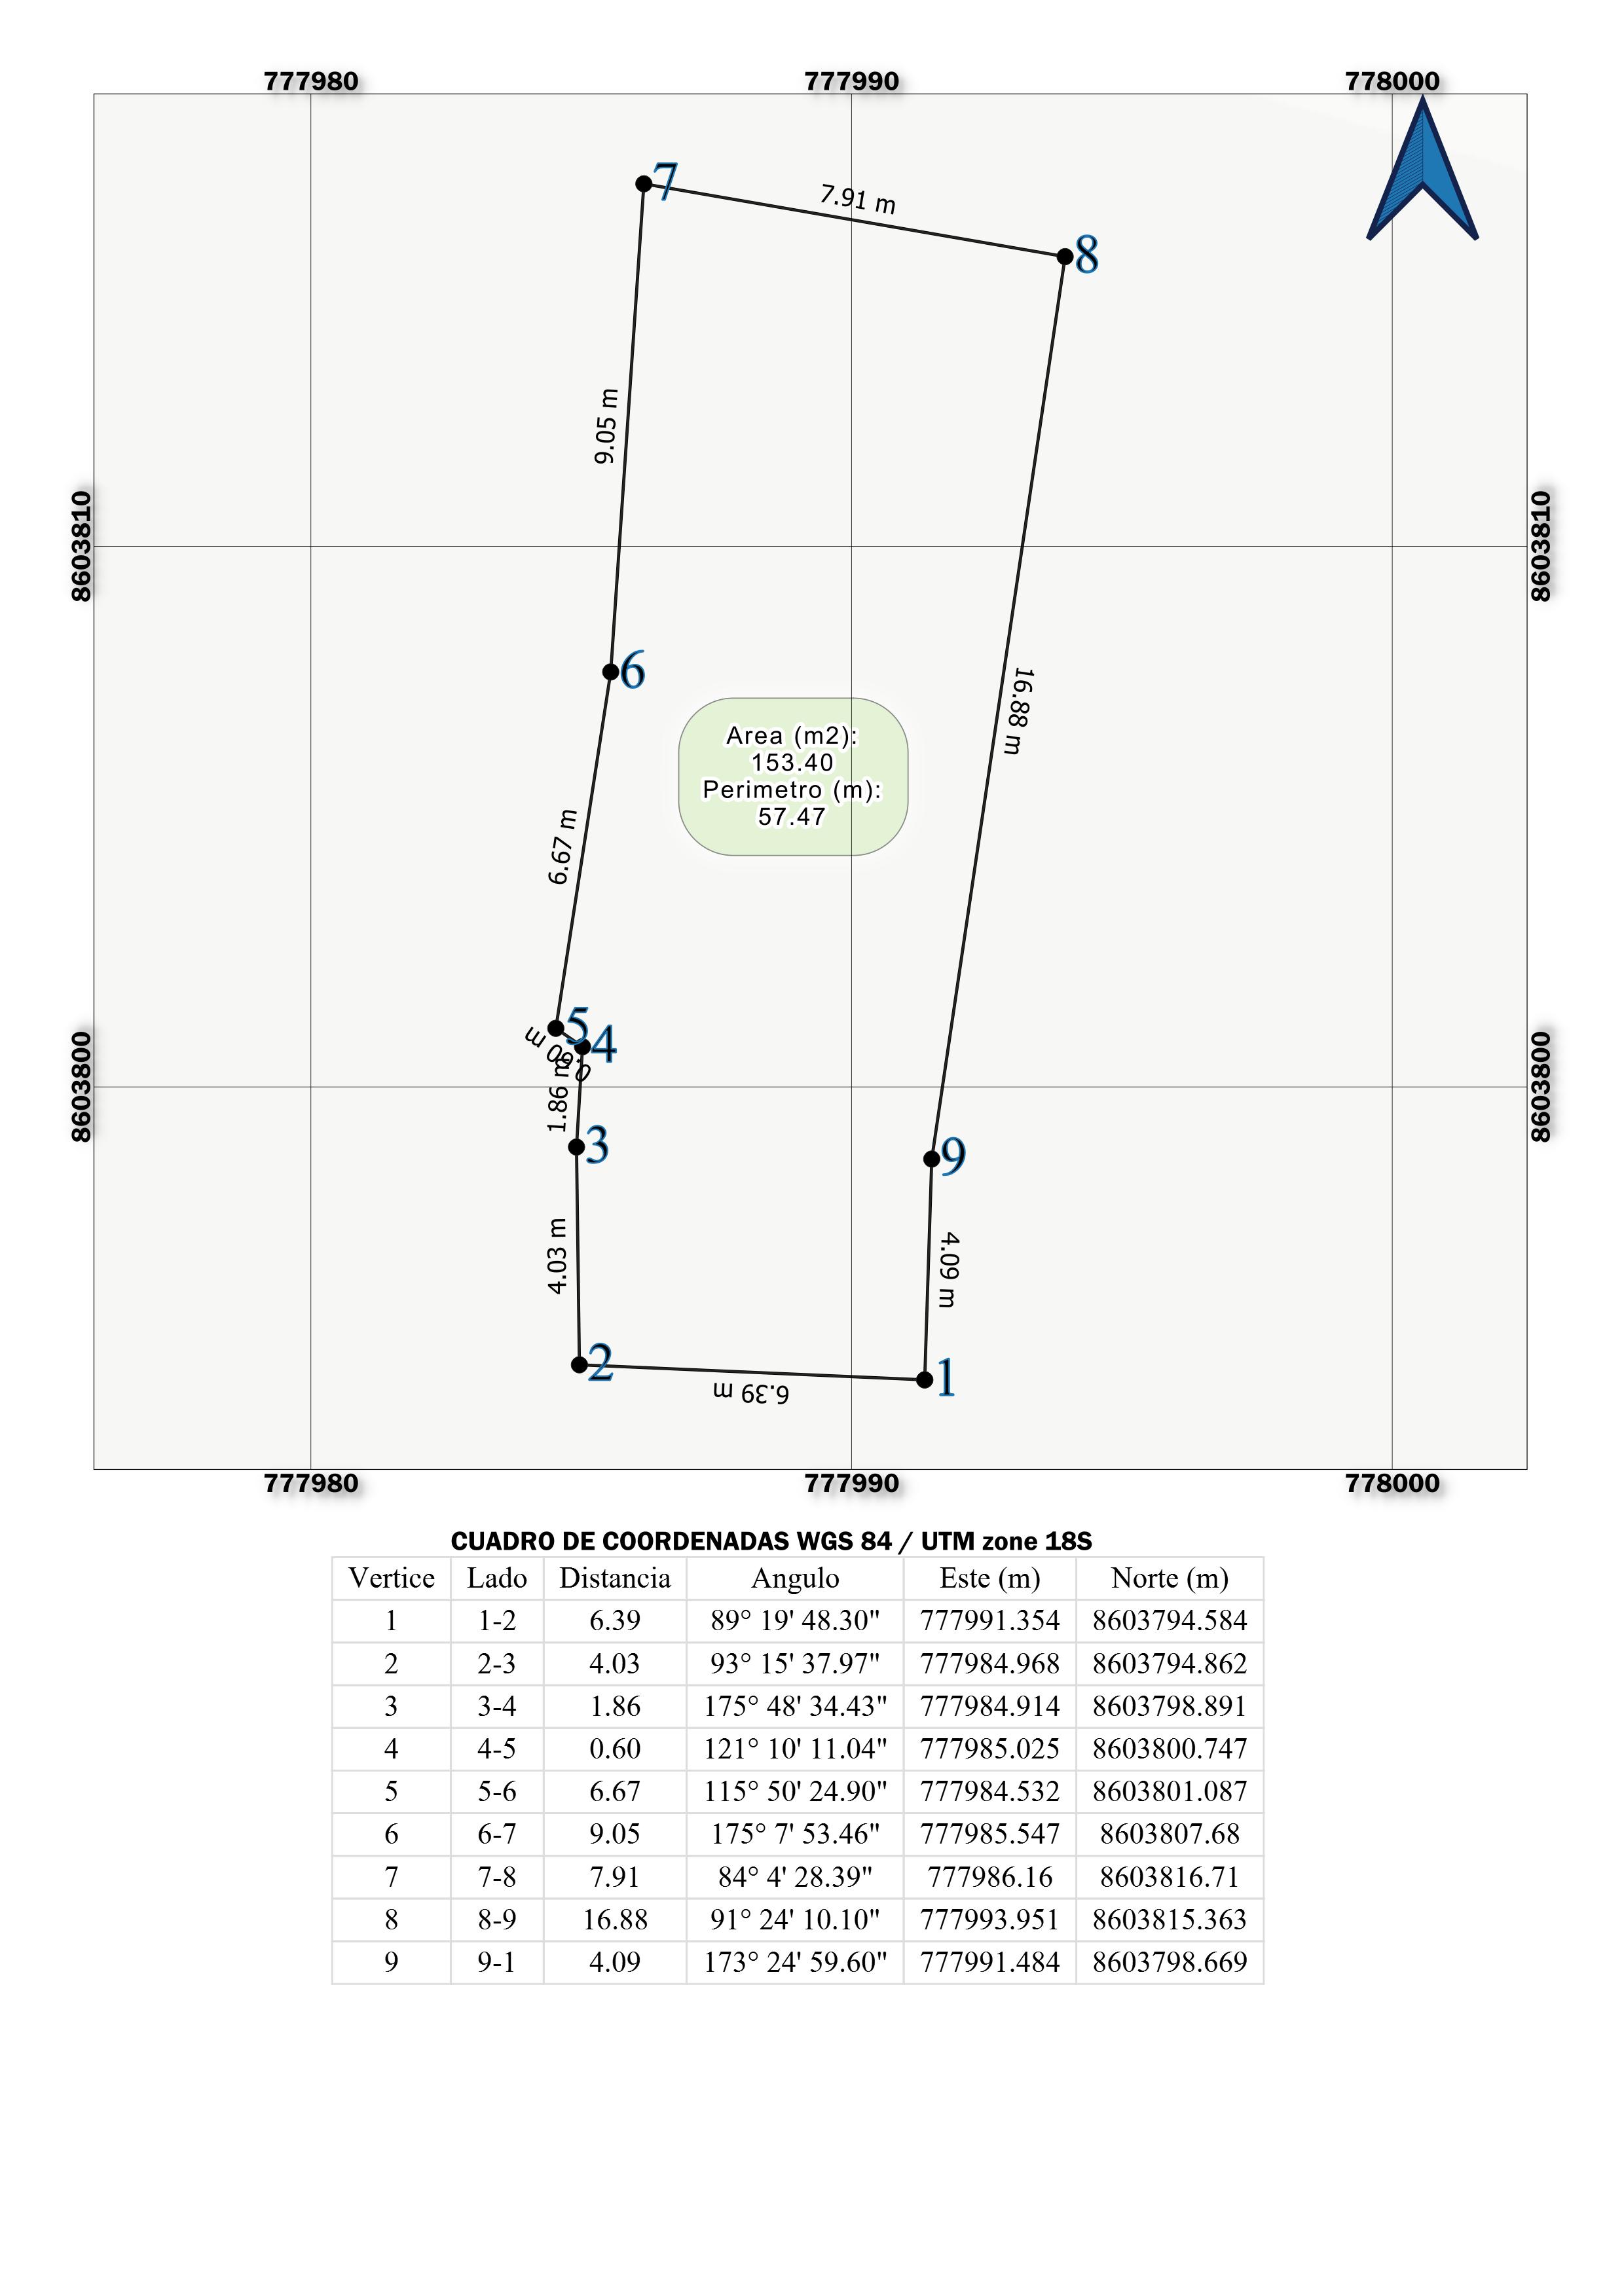 777980 777990 778000
7
7.91 m
8
9.05 m
8603810 8603810
6
16.88 m
Area (m2):
153.40
Perimetro (m):
57.47
6.67 m
5
4
0.60 m
1.86 m
8603800 8603800
3
9
4.03 m
4.09 m
2
1
6.39 m
777980 777990 778000
CUADRO DE COORDENADAS WGS 84 / UTM zone 18S
Vertice Lado Distancia Angulo Este (m) Norte (m)
1 1-2 6.39 89° 19' 48.30" 777991.354 8603794.584
2 2-3 4.03 93° 15' 37.97" 777984.968 8603794.862
3 3-4 1.86 175° 48' 34.43" 777984.914 8603798.891
4 4-5 0.60 121° 10' 11.04" 777985.025 8603800.747
5 5-6 6.67 115° 50' 24.90" 777984.532 8603801.087
6 6-7 9.05 175° 7' 53.46" 777985.547 8603807.68
7 7-8 7.91 84° 4' 28.39" 777986.16 8603816.71
8 8-9 16.88 91° 24' 10.10" 777993.951 8603815.363
9 9-1 4.09 173° 24' 59.60" 777991.484 8603798.669